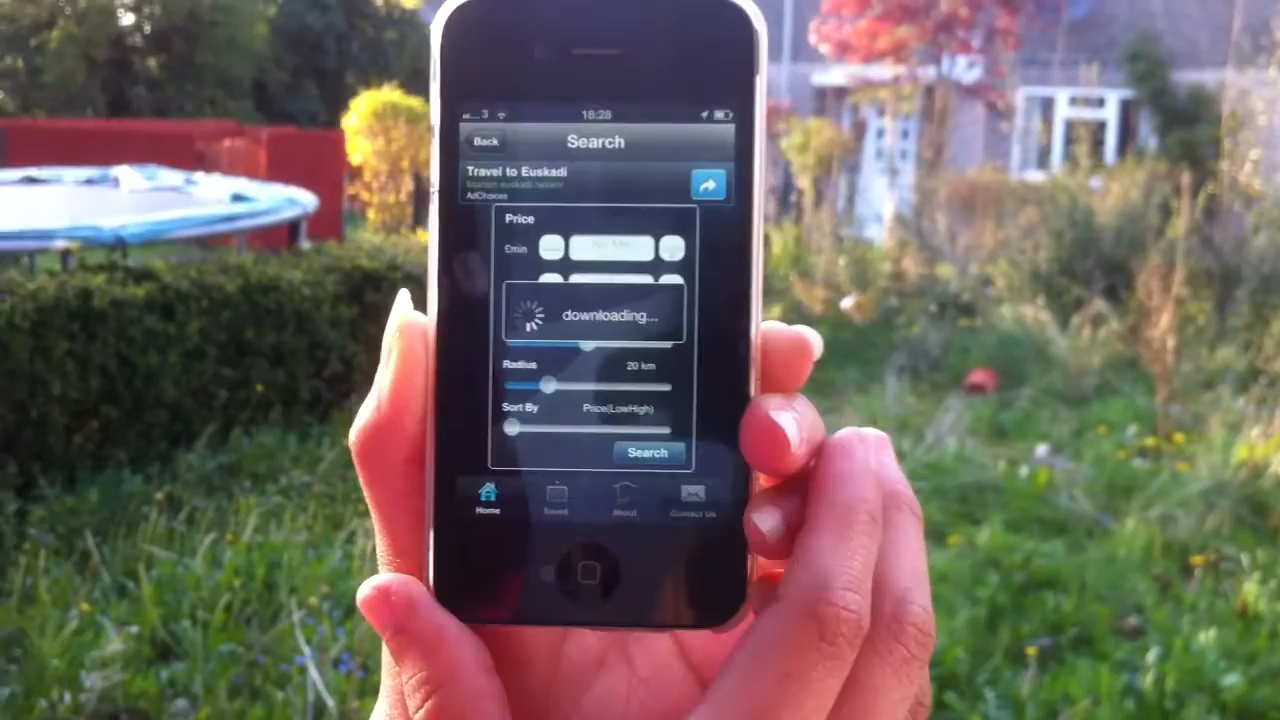 3 18:28
Back Search
Travel to Euskadi
AdChoices
Price
£min
downloading...
Radius 20 km
Sort By Price(LowHigh)
Search
Home Saved About Contact Us